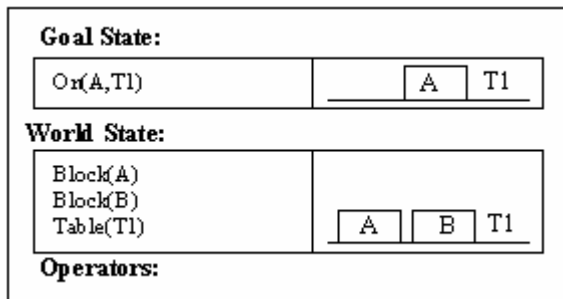 Goal State:
On(A,T1)
A T1
World State:
Block(A)
Block(B)
Table(T1)
A B T1
Operators: